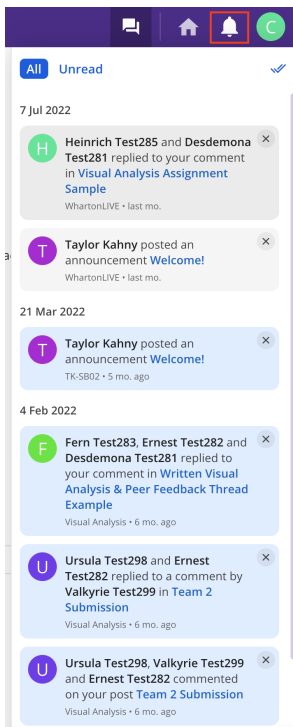 C
All Unread
7 Jul 2022
H
Heinrich Test285 and Desdemona
Test281 replied to your comment
in Visual Analysis Assignment
Sample
WhartonLIVE • last mo.
T
Taylor Kahny posted an
announcement Welcome!
WhartonLIVE • last mo.
21 Mar 2022
T
Taylor Kahny posted an
announcement Welcome!
TK-SB02 • 5 mo. ago
4 Feb 2022
F
Fern Test283, Ernest Test282 and
Desdemona Test281 replied to
your comment in Written Visual
Analysis & Peer Feedback Thread
Example
Visual Analysis • 6 mo. ago
U
Ursula Test298 and Ernest
Test282 replied to a comment by
Valkyrie Test299 in Team 2
Submission
Visual Analysis • 6 mo. ago
U
Ursula Test298, Valkyrie Test299
and Ernest Test282 commented
on your post Team 2 Submission
Visual Analysis • 6 mo. ago